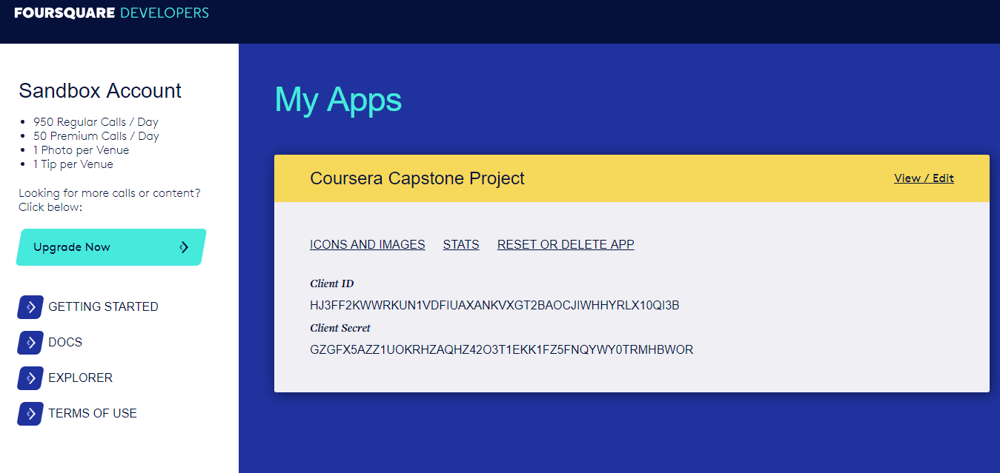 FOURSQUARE DEVELOPERS
Sandbox Account
950 Regular Calls / Day
50 Premium Calls / Day
1 Photo per Venue
1 Tip per Venue
Looking for more calls or content?
Click below:
Upgrade Now
GETTING STARTED
DOCS
EXPLORER
TERMS OF USE
My Apps
Coursera Capstone Project
View / Edit
ICONS AND IMAGES STATS RESET OR DELETE APP
Client ID
HJ3FF2KWWRKUN1VDFIUAXANKVXGT2BAOCJIWHHYRLX10QI3B
Client Secret
GZGFX5AZZ1UOKRHZAQHZ42O3T1EKK1FZ5FNQYWY0TRMHBWOR